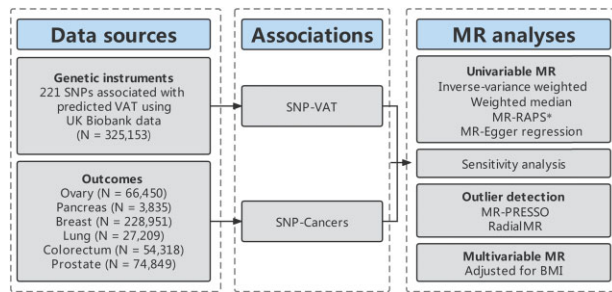 Data sources
Genetic instruments
221 SNPs associated with
predicted VAT using
UK Biobank data
(N = 325,153)
Outcomes
Ovary (N = 66,450)
Pancreas (N = 3,835)
Breast (N = 228,951)
Lung (N = 27,209)
Colorectum (N = 54,318)
Prostate (N = 74,849)
Associations
SNP-VAT
SNP-Cancers
MR analyses
Univariable MR
Inverse-variance weighted
Weighted median
MR-RAPS*
MR-Egger regression
Sensitivity analysis
Outlier detection
MR-PRESSO
RadialMR
Multivariable MR
Adjusted for BMI